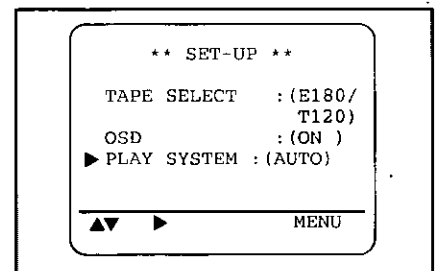 ** SET-UP **
TAPE SELECT :(E180/
T120)
OSD :(ON )
▶ PLAY SYSTEM :(AUTO)
▲▼ ▶ MENU